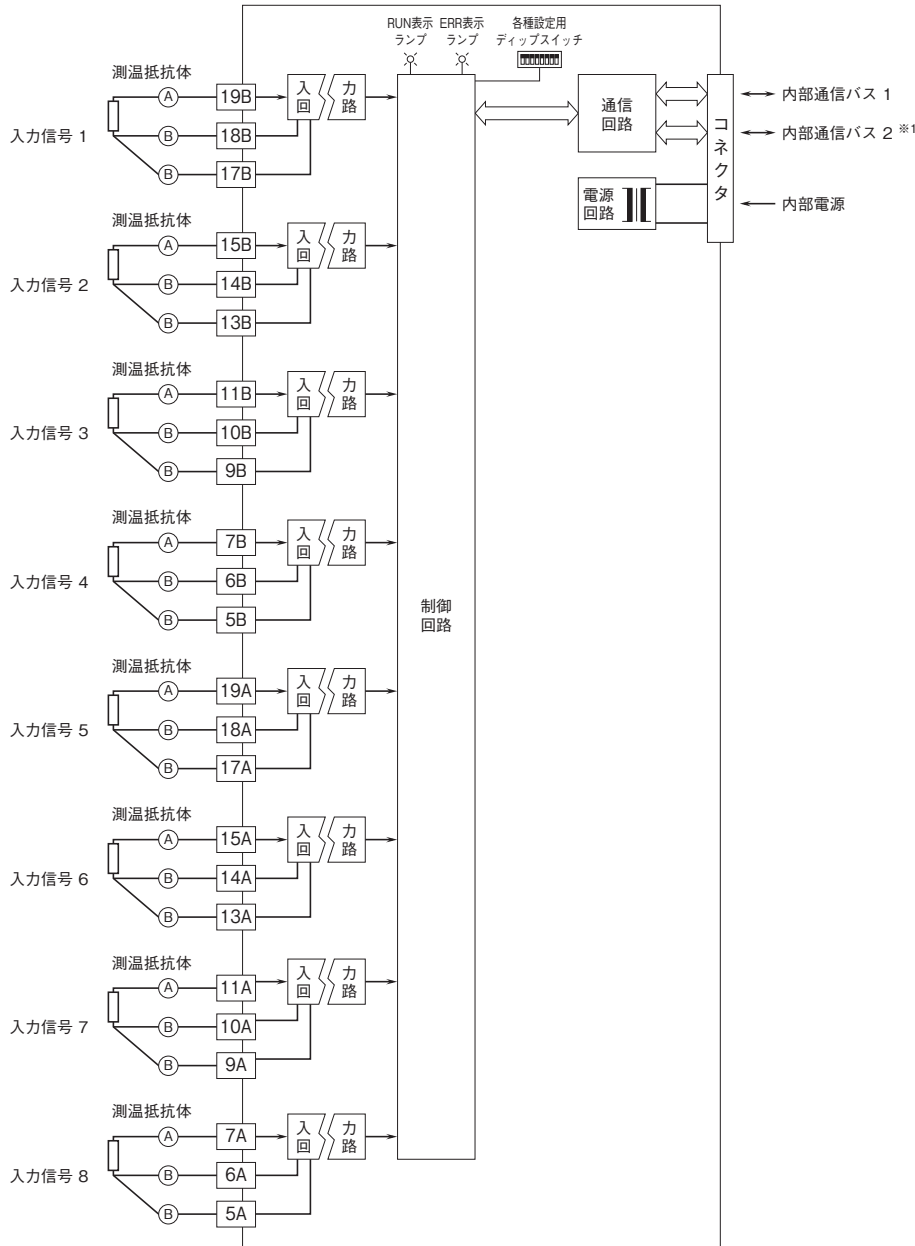 RUN表示
ランプ
ERR表示
ランプ
各種設定用
ディップスイッチ
通信
回路
コネクタ
内部通信バス 1
内部通信バス 2 ※1
電源
回路
内部電源
制御
回路
測温抵抗体
入力信号 1
A
B
B
19B
18B
17B
入 力
回 路
測温抵抗体
入力信号 2
A
B
B
15B
14B
13B
入 力
回 路
測温抵抗体
入力信号 3
A
B
B
11B
10B
9B
入 力
回 路
測温抵抗体
入力信号 4
A
B
B
7B
6B
5B
入 力
回 路
測温抵抗体
入力信号 5
A
B
B
19A
18A
17A
入 力
回 路
測温抵抗体
入力信号 6
A
B
B
15A
14A
13A
入 力
回 路
測温抵抗体
入力信号 7
A
B
B
11A
10A
9A
入 力
回 路
測温抵抗体
入力信号 8
A
B
B
7A
6A
5A
入 力
回 路